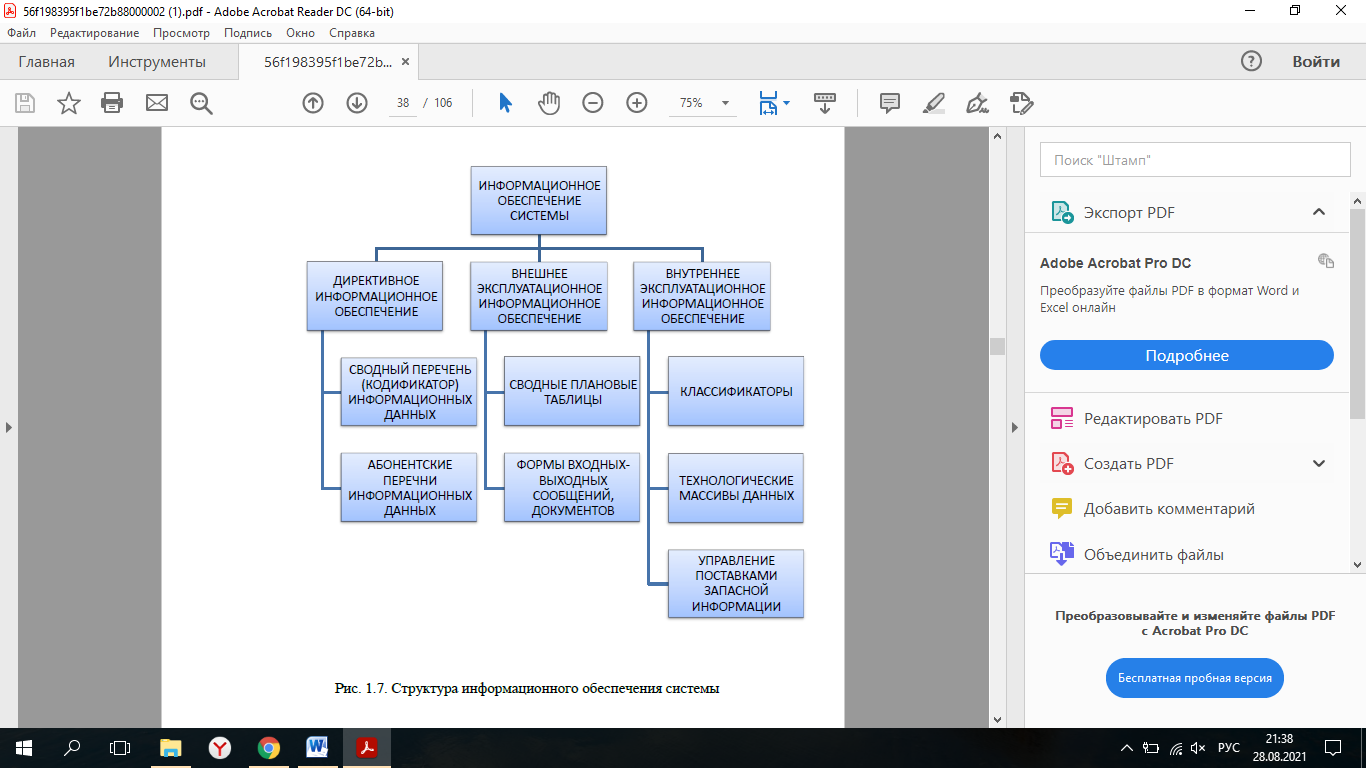 56f198395f1be72b88000002 (1).pdf - Adobe Acrobat Reader DC (64-bit)
Файл Редактирование Просмотр Подпись Окно Справка
Главная Инструменты 56f198395f1be72b... ×
Войти
38 / 106
75%
ИНФОРМАЦИОННОЕ
ОБЕСПЕЧЕНИЕ
СИСТЕМЫ
ДИРЕКТИВНОЕ
ИНФОРМАЦИОННОЕ
ОБЕСПЕЧЕНИЕ
ВНЕШНЕЕ
ЭКСПЛУАТАЦИОННОЕ
ИНФОРМАЦИОННОЕ
ОБЕСПЕЧЕНИЕ
ВНУТРЕННЕЕ
ЭКСПЛУАТАЦИОННОЕ
ИНФОРМАЦИОННОЕ
ОБЕСПЕЧЕНИЕ
СВОДНЫЙ ПЕРЕЧЕНЬ
(КОДИФИКАТОР)
ИНФОРМАЦИОННЫХ
ДАННЫХ
СВОДНЫЕ ПЛАНОВЫЕ
ТАБЛИЦЫ
КЛАССИФИКАТОРЫ
АБОНЕНТСКИЕ
ПЕРЕЧНИ
ИНФОРМАЦИОННЫХ
ДАННЫХ
ФОРМЫ ВХОДНЫХ-
ВЫХОДНЫХ
СООБЩЕНИЙ,
ДОКУМЕНТОВ
ТЕХНОЛОГИЧЕСКИЕ
МАССИВЫ ДАННЫХ
УПРАВЛЕНИЕ
ПОСТАВКАМИ
ЗАПАСНОЙ
ИНФОРМАЦИИ
Рис. 1.7. Структура информационного обеспечения системы
Поиск "Штамп"
Экспорт PDF
Adobe Acrobat Pro DC
Преобразуйте файлы PDF в формат Word и
Excel онлайн
Подробнее
Редактировать PDF
Создать PDF
Добавить комментарий
Объединить файлы
Преобразовывайте и изменяйте файлы PDF
с Acrobat Pro DC
Бесплатная пробная версия
РУС
21:38
28.08.2021